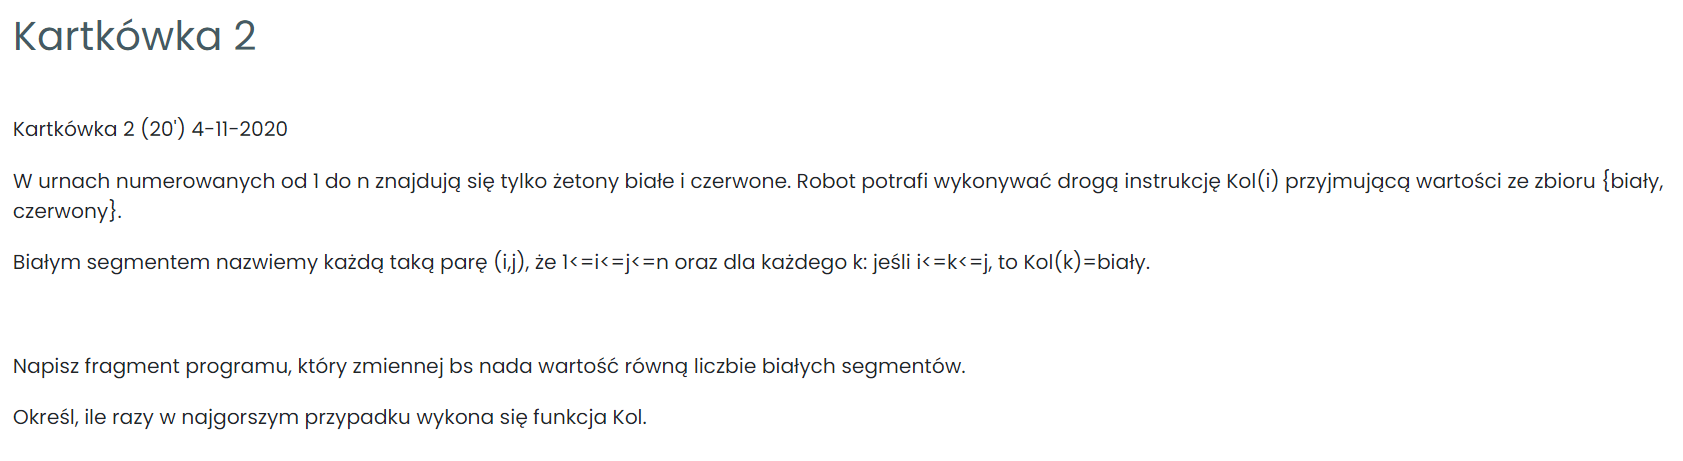 Kartkówka 2
Kartkówka 2 (20') 4-11-2020
W urnach numerowanych od 1 do n znajdują się tylko żetony białe i czerwone. Robot potrafi wykonywać drogą instrukcję Kol(i) przyjmującą wartości ze zbioru {biały,
czerwony}.
Białym segmentem nazwiemy każdą taką parę (i,j), że 1<=i<=j<=n oraz dla każdego k: jeśli i<=k<=j, to Kol(k)=biały.
Napisz fragment programu, który zmiennej bs nada wartość równą liczbie białych segmentów.
Określ, ile razy w najgorszym przypadku wykona się funkcja Kol.